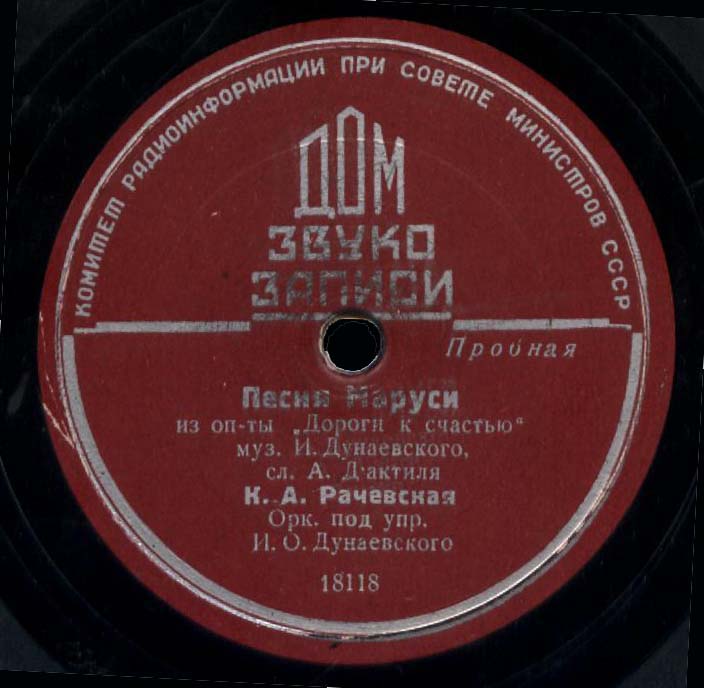 КОМИТЕТ РАДИОИНФОРМАЦИИ ПРИ СОВЕТЕ МИНИСТРОВ СССР
ДОМ
ЗВУКО
ЗАПИСИ
Пробная
Песня Маруси
из оп-ты „Дороги к счастью“
муз. И. Дунаевского,
сл. А. Д'актиля
К. А. Рачевская
Орк. под упр.
И. О. Дунаевского
18118